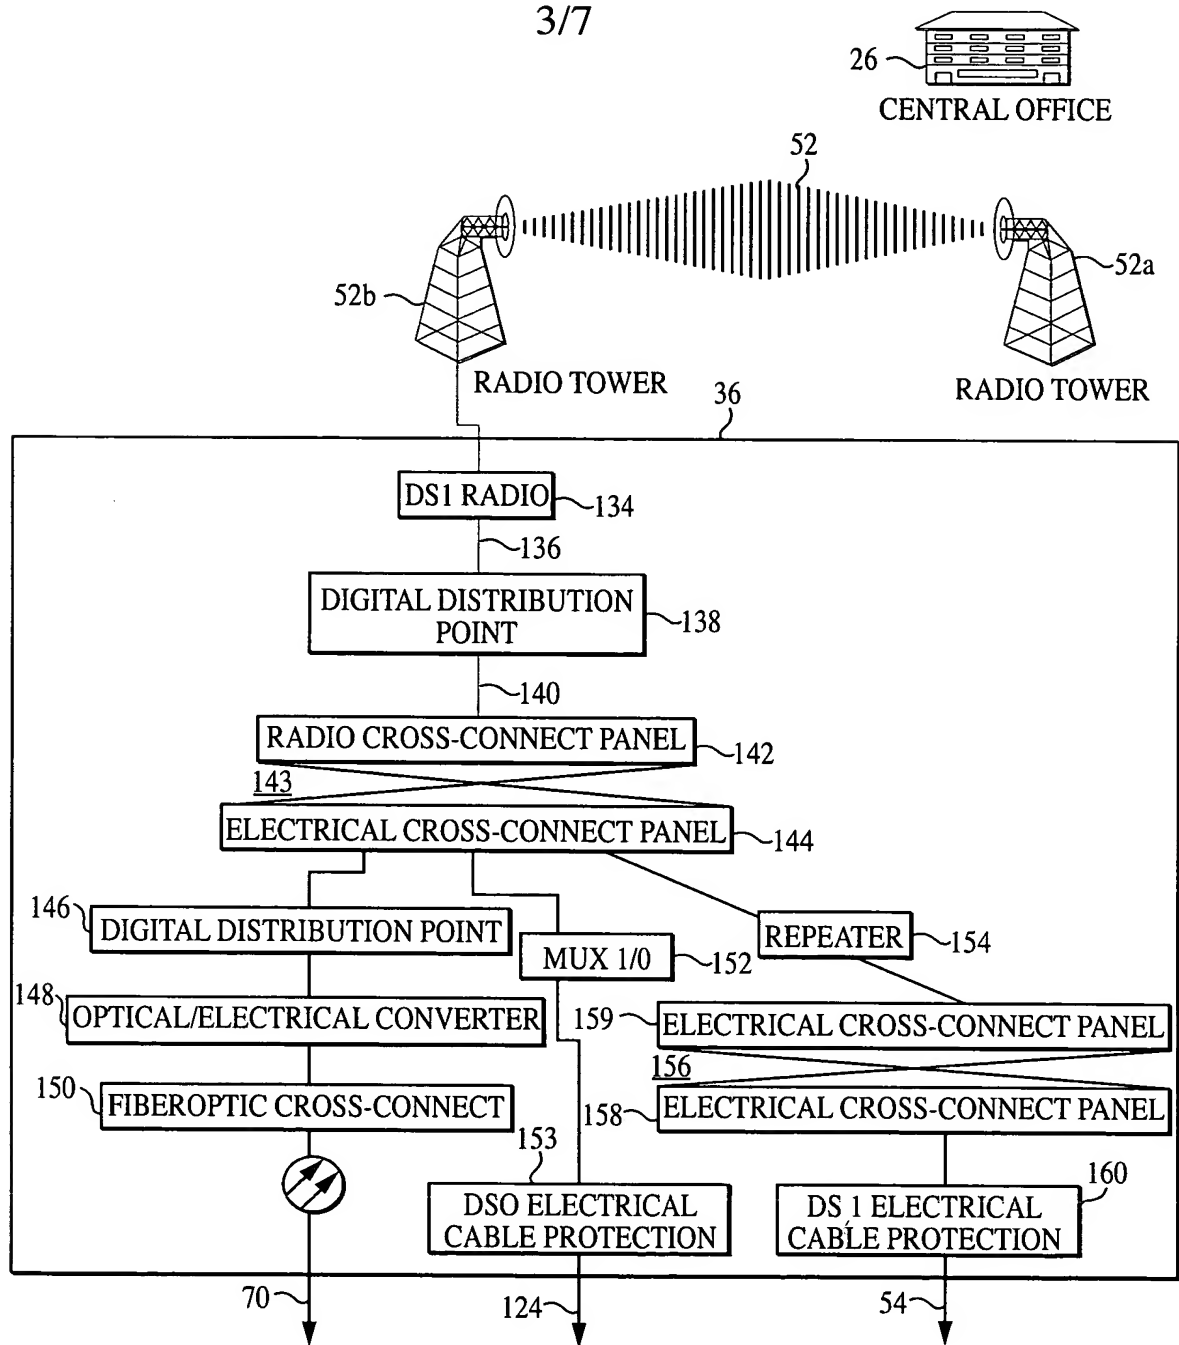 3/7
26
CENTRAL OFFICE
52
52b
52a
RADIO TOWER
RADIO TOWER
36
DS1 RADIO
134
136
DIGITAL DISTRIBUTION
POINT
138
140
RADIO CROSS-CONNECT PANEL
142
143
ELECTRICAL CROSS-CONNECT PANEL
144
146
DIGITAL DISTRIBUTION POINT
MUX 1/0
152
REPEATER
154
148
OPTICAL/ELECTRICAL CONVERTER
159
ELECTRICAL CROSS-CONNECT PANEL
156
150
FIBEROPTIC CROSS-CONNECT
158
ELECTRICAL CROSS-CONNECT PANEL
153
DSO ELECTRICAL
CABLE PROTECTION
DS 1 ELECTRICAL
CABLE PROTECTION
160
70
124
54